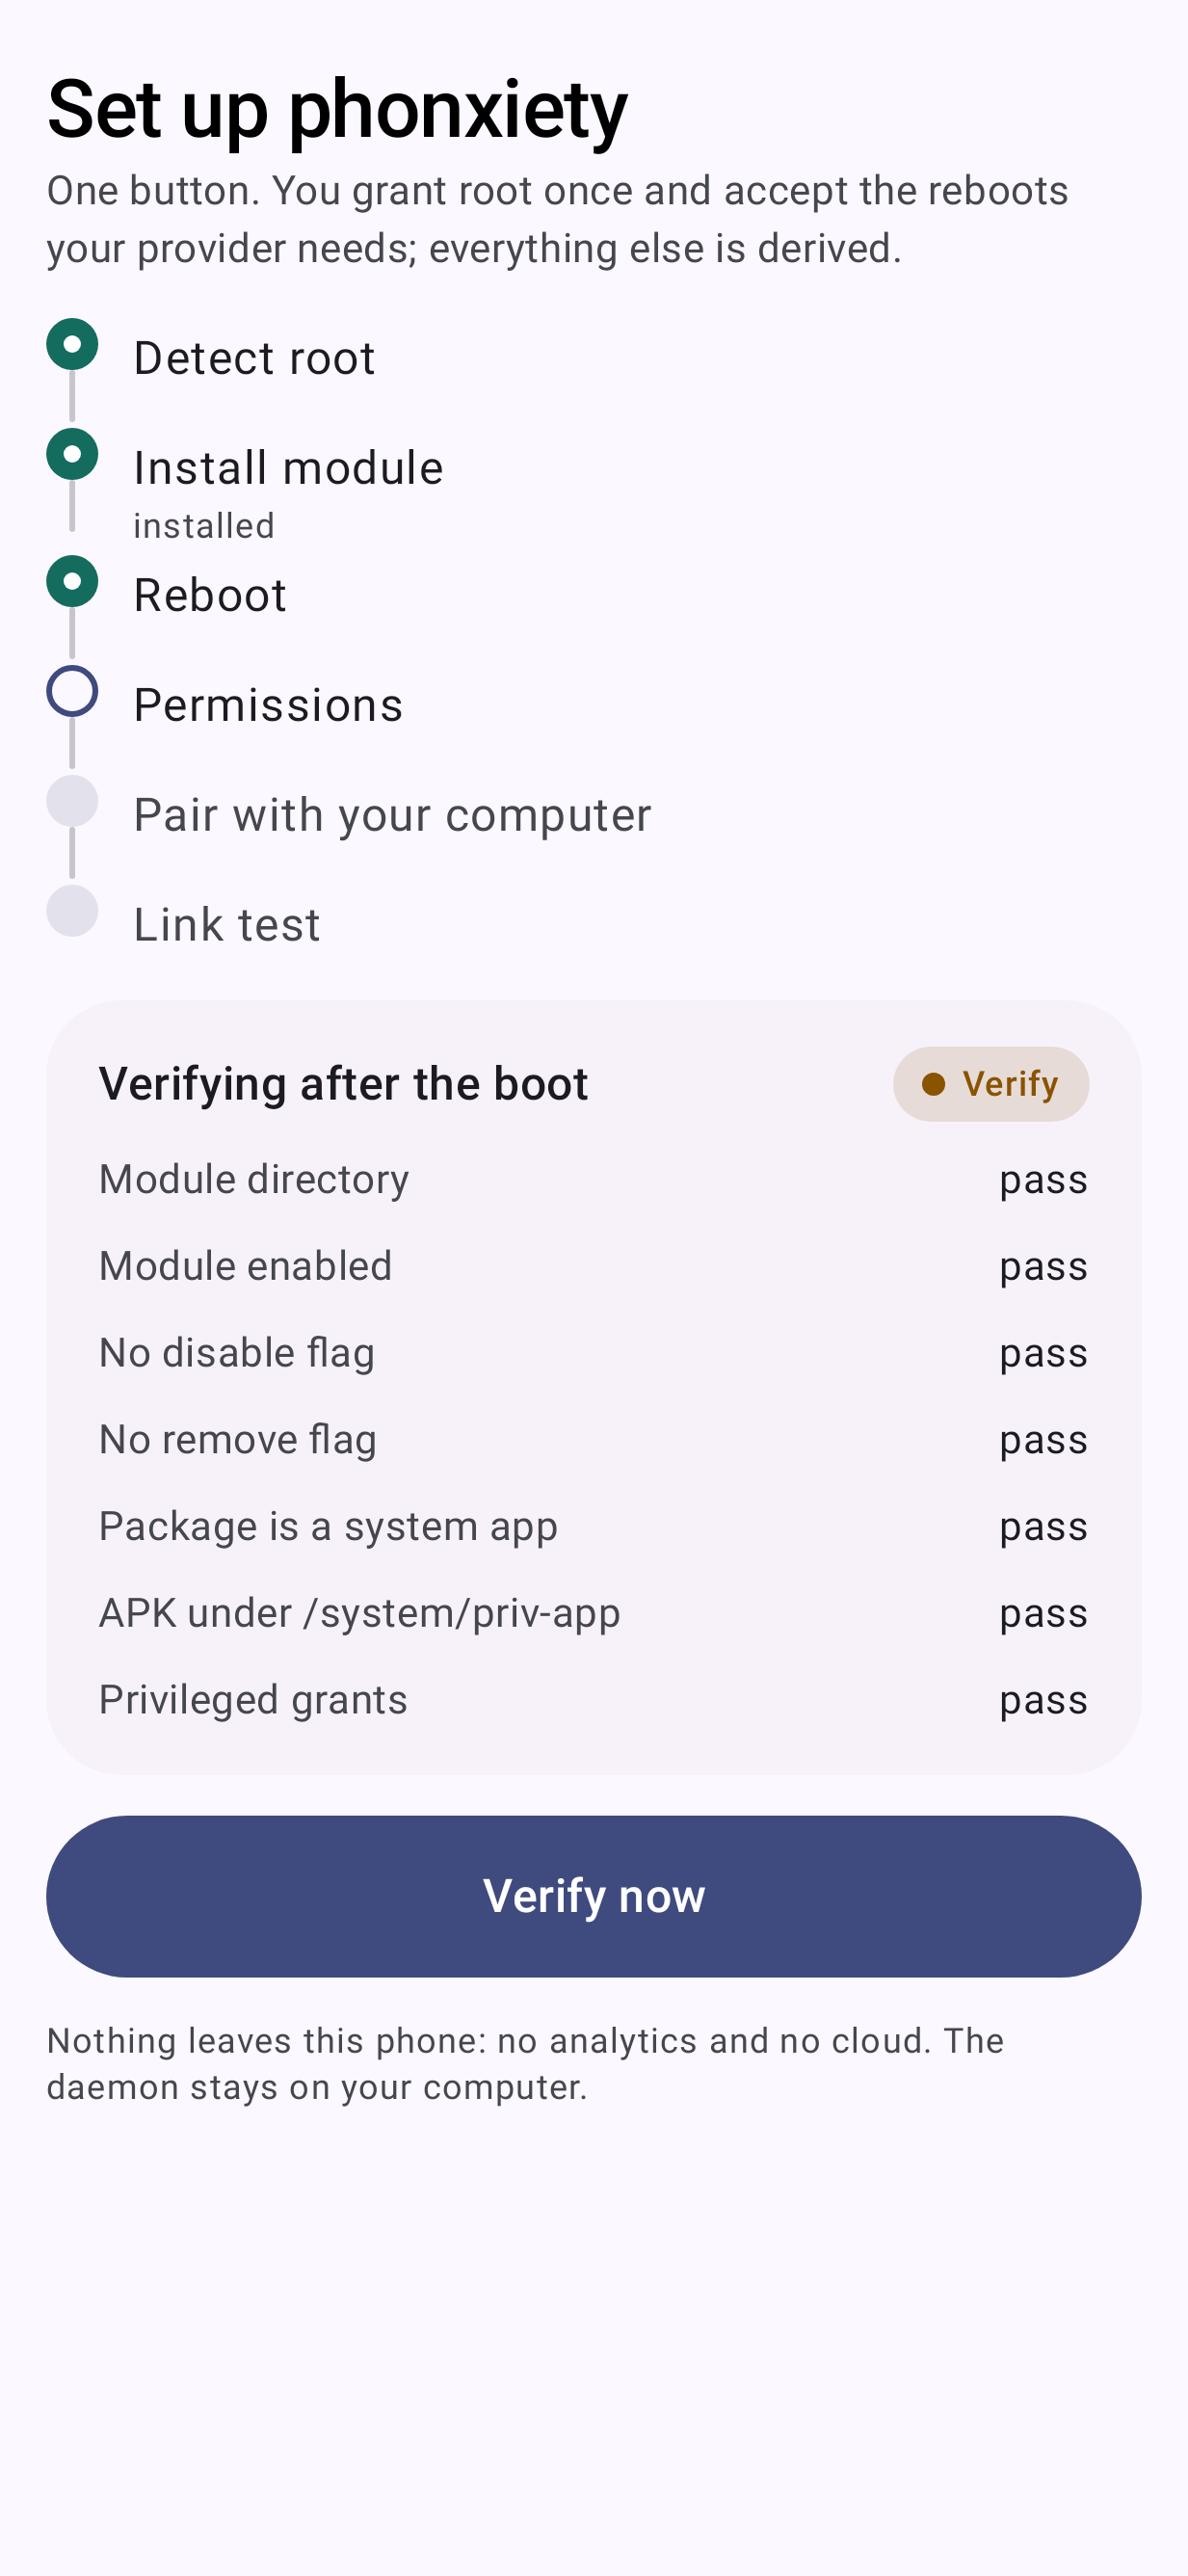 Set up phonxiety
One button. You grant root once and accept the reboots
your provider needs; everything else is derived.
Detect root
Install module
installed
Reboot
Permissions
Pair with your computer
Link test
Verifying after the boot
Verify
Module directory
pass
Module enabled
pass
No disable flag
pass
No remove flag
pass
Package is a system app
pass
APK under /system/priv-app
pass
Privileged grants
pass
Verify now
Nothing leaves this phone: no analytics and no cloud. The
daemon stays on your computer.